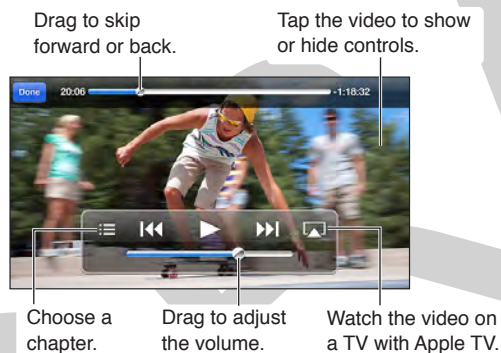 Drag to skip
forward or back.
Tap the video to show
or hide controls.
Done 20:06 -1:18:32
Choose a
chapter.
Drag to adjust
the volume.
Watch the video on
a TV with Apple TV.